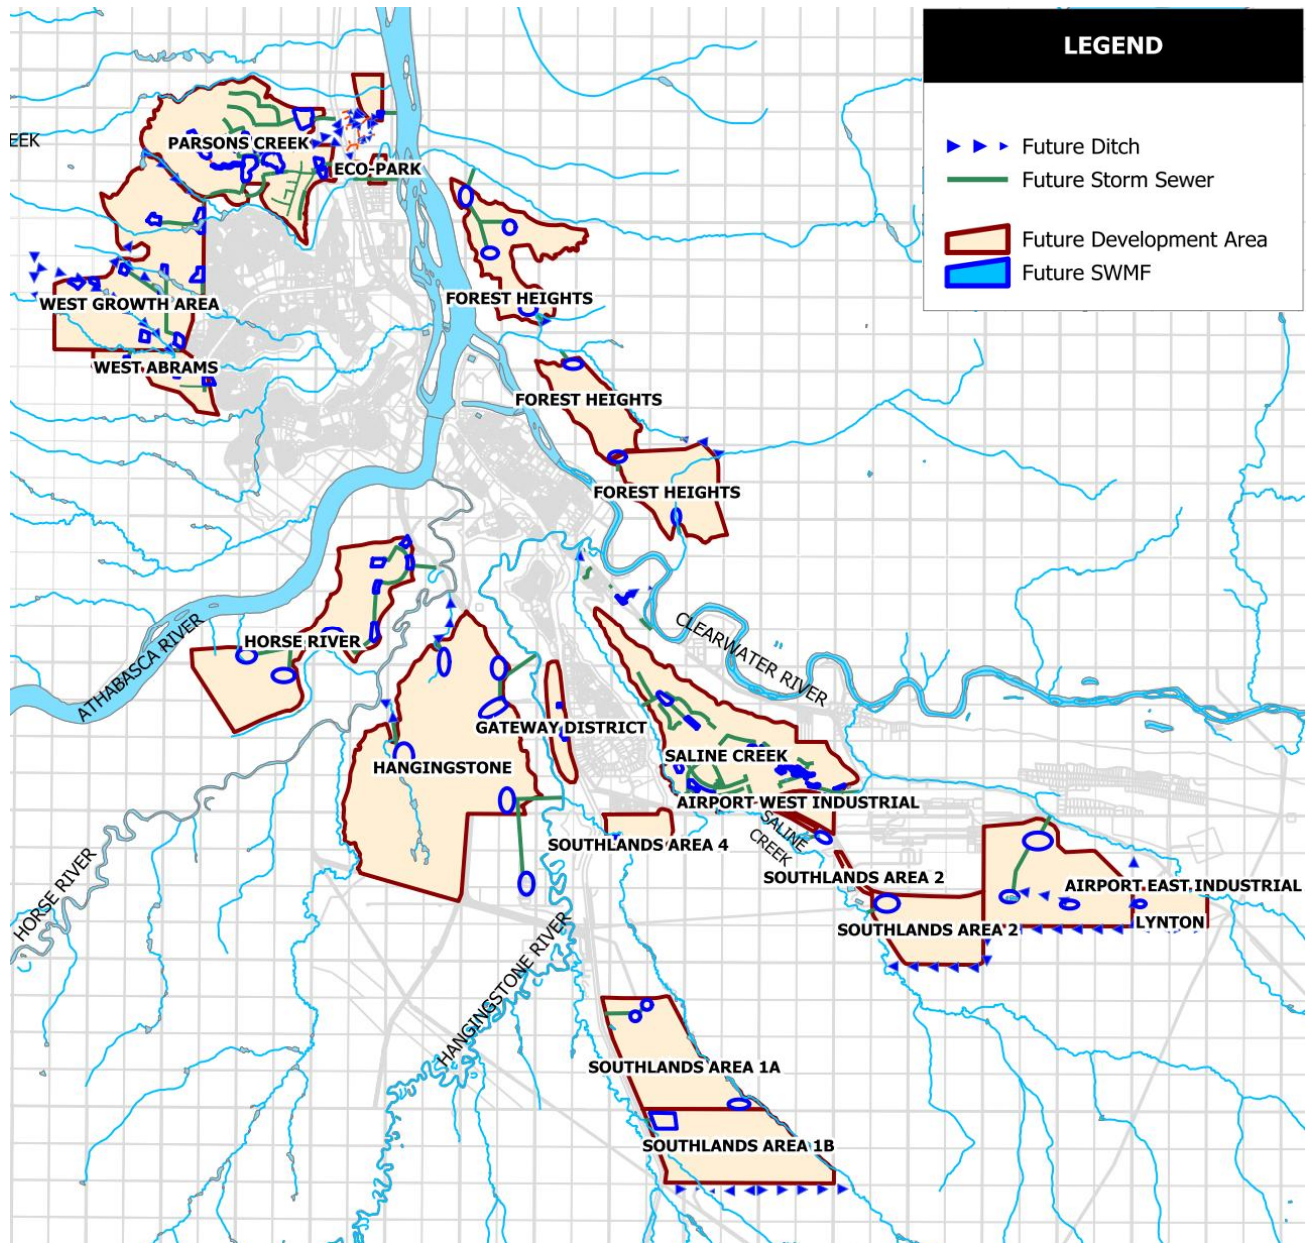 LEGEND
Future Ditch
Future Storm Sewer
Future Development Area
Future SWMF
EEK
PARSONS CREEK
ECO-PARK
WEST GROWTH AREA
WEST ABRAMS
FOREST HEIGHTS
FOREST HEIGHTS
FOREST HEIGHTS
ATHABASCA RIVER
HORSE RIVER
CLEARWATER RIVER
GATEWAY DISTRICT
HANGINGSTONE
SALINE CREEK
AIRPORT WEST INDUSTRIAL
SALINE
CREEK
SOUTHLANDS AREA 4
SOUTHLANDS AREA 2
AIRPORT EAST INDUSTRIAL
HORSE RIVER
SOUTHLANDS AREA 2
LYNTON
HANGINGSTONE RIVER
SOUTHLANDS AREA 1A
SOUTHLANDS AREA 1B